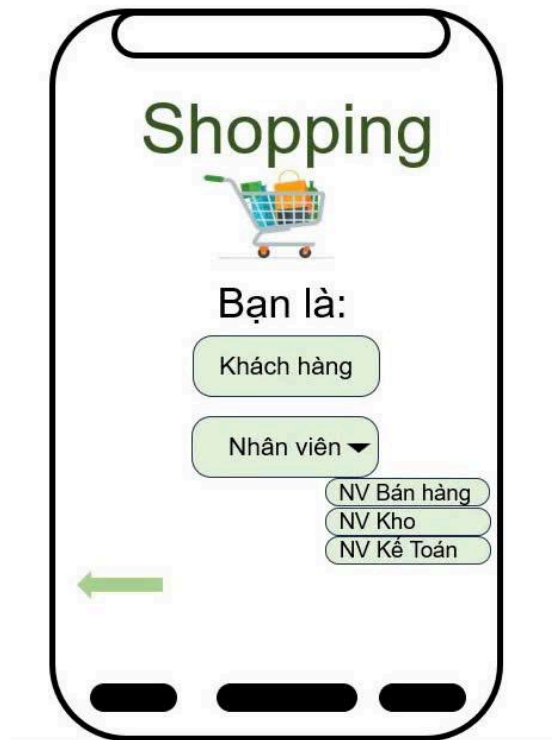 Shopping
Bạn là:
Khách hàng
Nhân viên
NV Bán hàng
NV Kho
NV Kế Toán